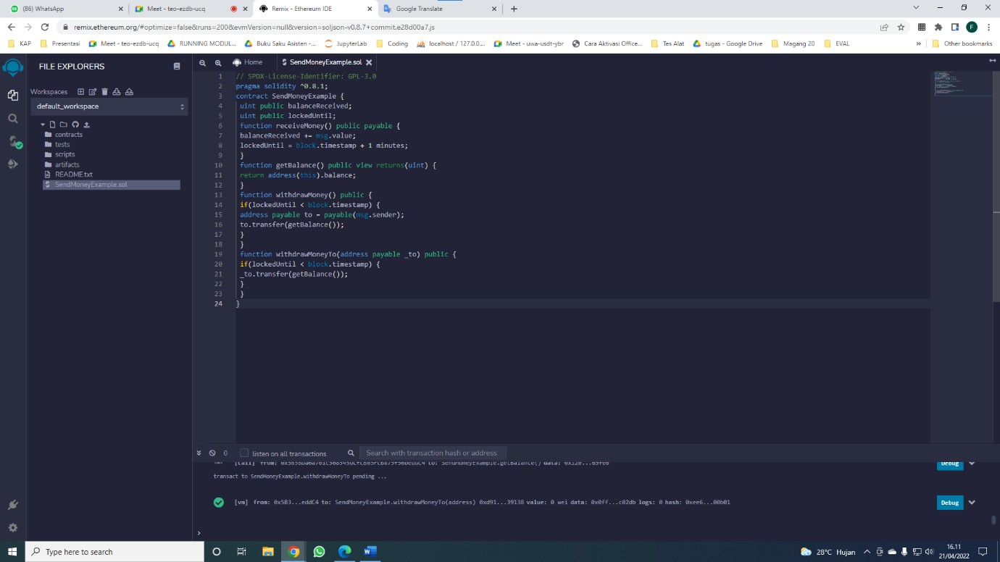 (86) WhatsApp
Meet - teo-ezdb-ucq
Remix - Ethereum IDE
Google Translate
remix.ethereum.org/#optimize=false&runs=200&evmVersion=null&version=soljson-v0.8.7+commit.e28d00a7.js
F
KAP
Presentasi
Meet - teo-ezdb-ucq
RUNNING MODUL...
Buku Saku Asisten -...
JupyterLab
Coding
localhost / 127.0.0....
Meet - uwa-usdt-ybr
Cara Aktivasi Office...
Tes Alat
tugas - Google Drive
Magang 20
EVAL
»
Other bookmarks
FILE EXPLORERS
Home
SendMoneyExample.sol
Workspaces
default_workspace
contracts
tests
scripts
artifacts
README.txt
SendMoneyExample.sol
1 // SPDX-License-Identifier: GPL-3.0
2 pragma solidity ^0.8.1;
3 contract SendMoneyExample {
4 uint public balanceReceived;
5 uint public lockedUntil;
6 function receiveMoney() public payable {
7 balanceReceived += msg.value;
8 lockedUntil = block.timestamp + 1 minutes;
9 }
10 function getBalance() public view returns(uint) {
11 return address(this).balance;
12 }
13 function withdrawMoney() public {
14 if(lockedUntil < block.timestamp) {
15 address payable to = payable(msg.sender);
16 to.transfer(getBalance());
17 }
18 }
19 function withdrawMoneyTo(address payable _to) public {
20 if(lockedUntil < block.timestamp) {
21 _to.transfer(getBalance());
22 }
23 }
24 }
0
listen on all transactions
Search with transaction hash or address
to: SendMoneyExample.getBalance() data:
Debug
transact to SendMoneyExample.withdrawMoneyTo pending ...
[vm] from: 0x5B3...eddC4 to: SendMoneyExample.withdrawMoneyTo(address) 0xd91...39138 value: 0 wei data: 0x0ff...c02db logs: 0 hash: 0xee6...00b01
Debug
>
Type here to search
28°C Hujan
16.11
21/04/2022